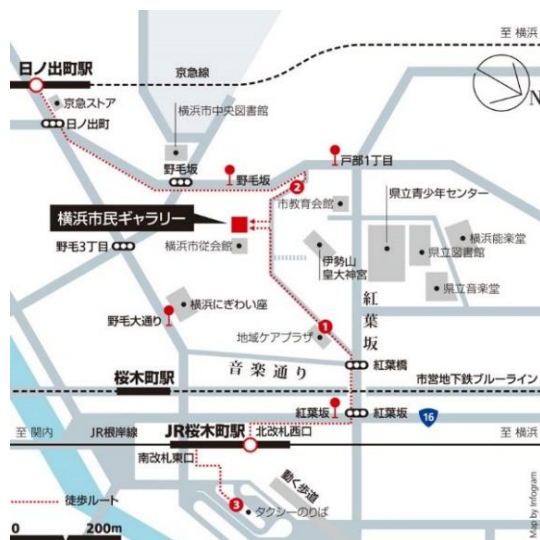 至 横浜
日ノ出町駅
京急線
N
京急ストア
横浜市中央図書館
日ノ出町
野毛坂
野毛坂
戸部1丁目
2
市教育会館
県立青少年センター
横浜市民ギャラリー
野毛3丁目
横浜市従会館
伊勢山
皇大神宮
横浜能楽堂
県立図書館
県立音楽堂
横浜にぎわい座
野毛大通り
紅葉坂
1
地域ケアプラザ
音楽通り
紅葉橋
桜木町駅
市営地下鉄ブルーライン
紅葉坂
紅葉坂
16
至 関内
JR根岸線
JR桜木町駅
北改札西口
至 横浜
南改札東口
動く歩道
3
タクシーのりば
徒歩ルート
0
200m
Map by Infogram